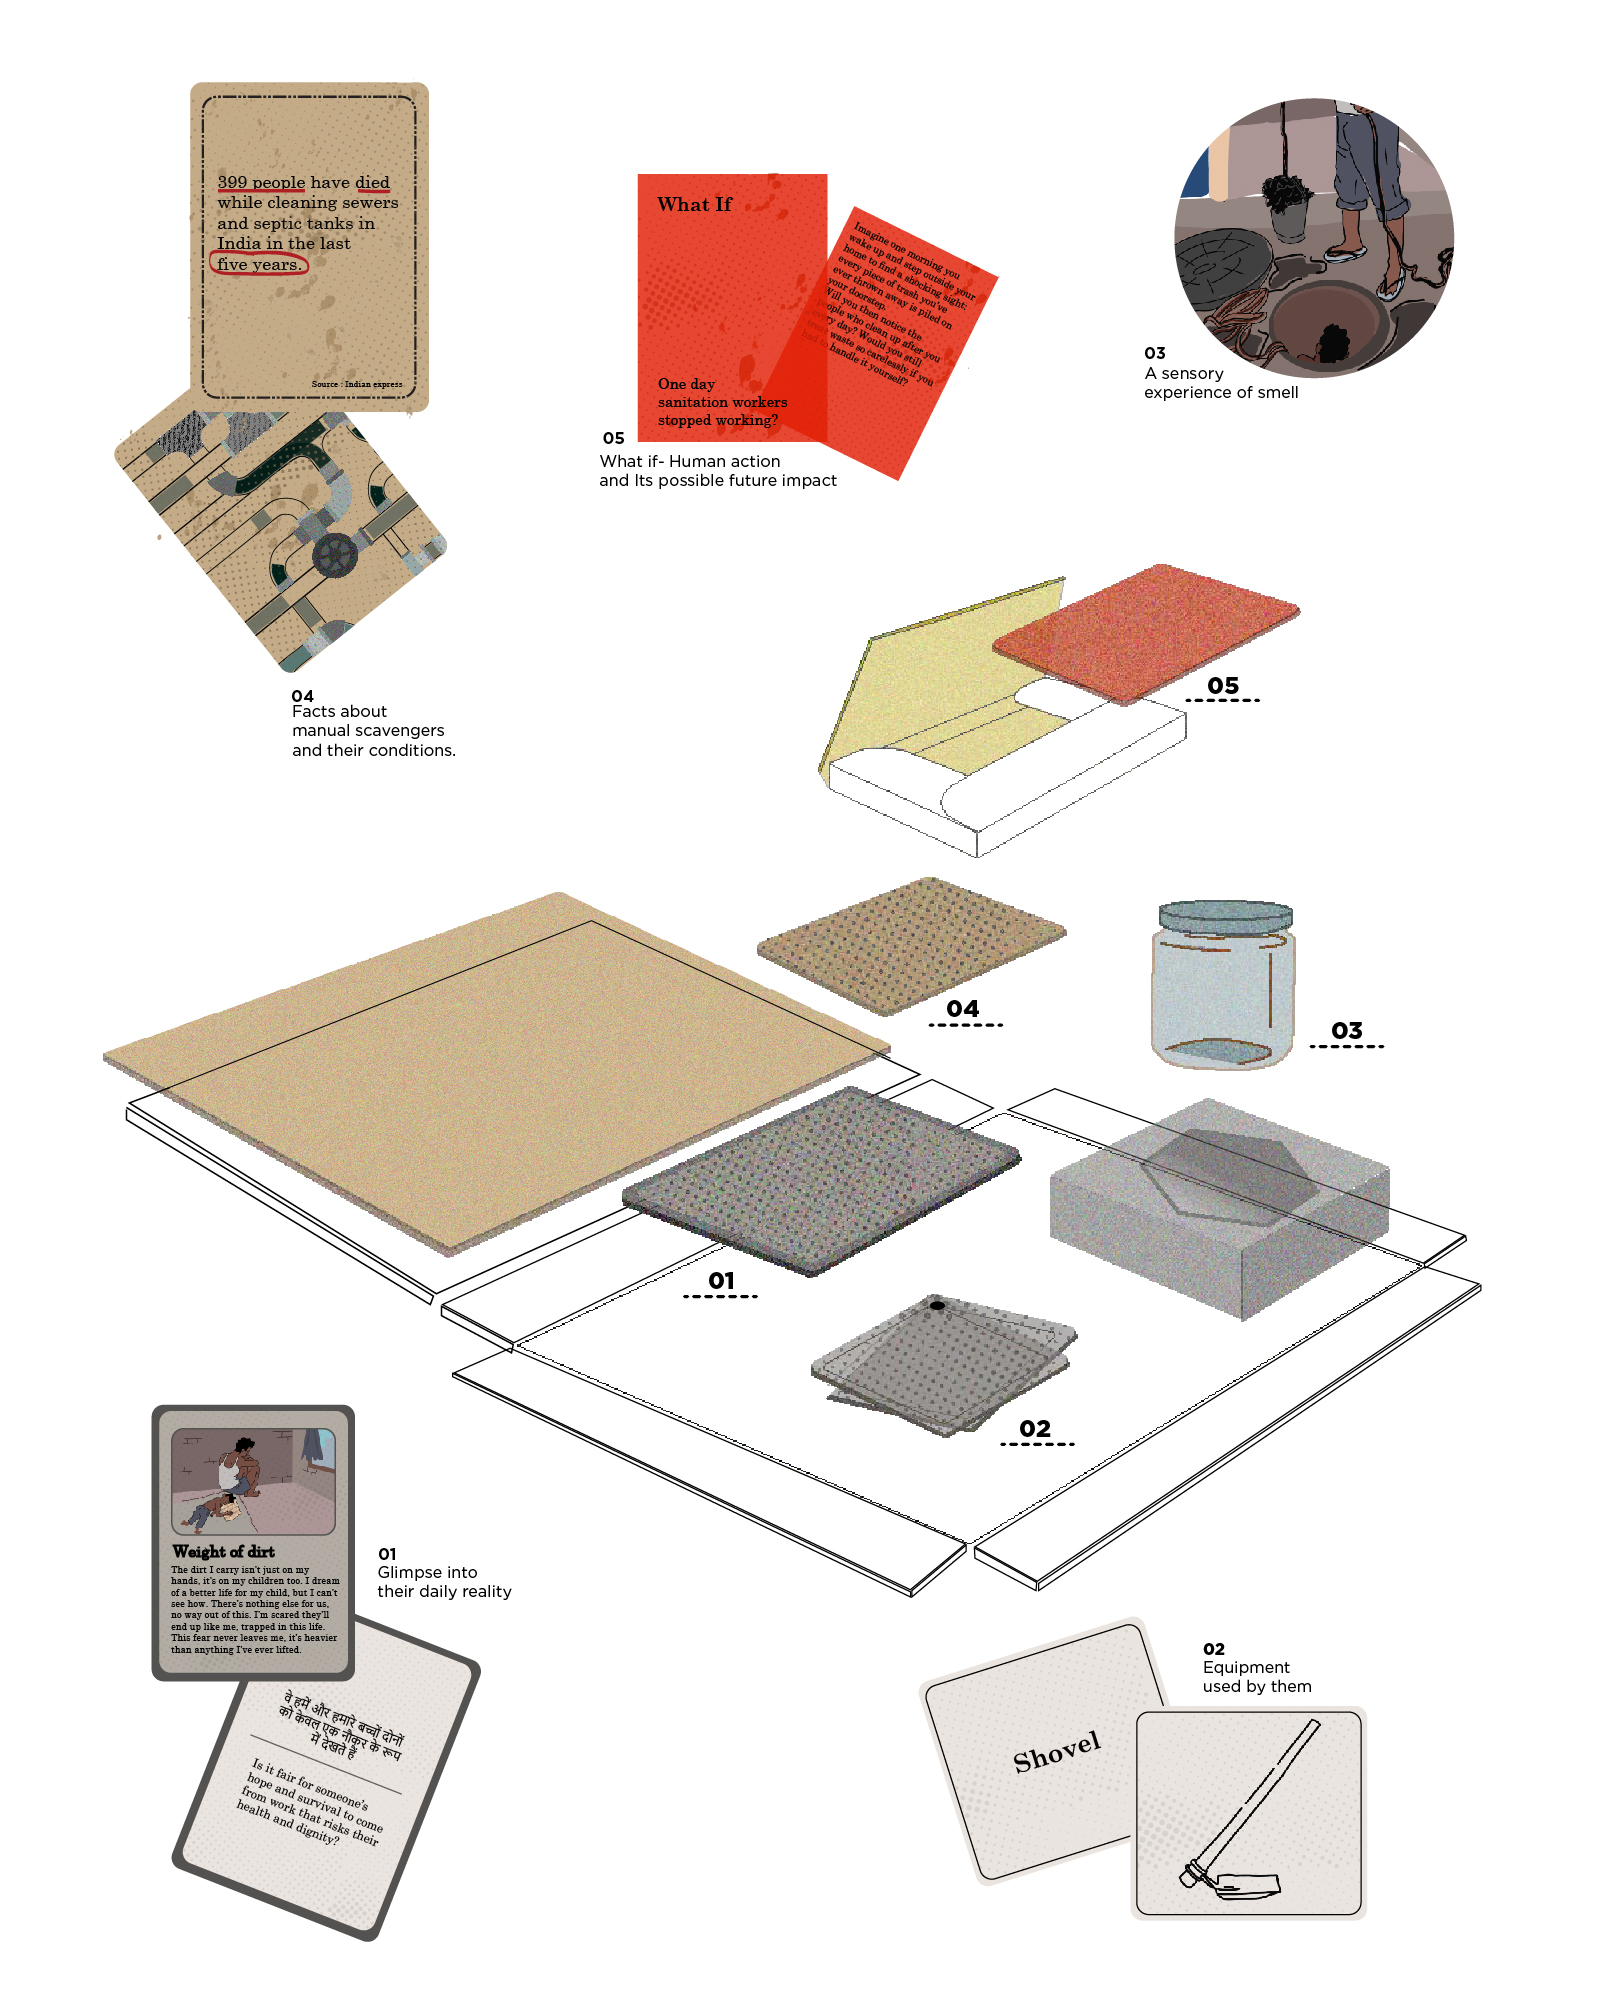 399 people have died
while cleaning sewers
and septic tanks in
India in the last
five years.
Source : Indian express
04
Facts about
manual scavengers
and their conditions.
What If
One day
sanitation workers
stopped working?
Imagine one morning you
wake up and step outside your
home to find a shocking sight:
every piece of trash you've
ever thrown away is piled on
your doorstep.
Will you then notice the
people who clean up after you
every day? Would you still
waste so carelessly if you
had to handle it yourself?
05
What if- Human action
and Its possible future impact
03
A sensory
experience of smell
05
04
03
01
02
Weight of dirt
The dirt I carry isn't just on my
hands, it's on my children too. I dream
of a better life for my child, but I can't
see how. There's nothing else for us,
no way out of this. I'm scared they'll
end up like me, trapped in this life.
This fear never leaves me, it's heavier
than anything I've ever lifted.
01
Glimpse into
their daily reality
वे हमें और हमारे बच्चों दोनों
को केवल एक नौकर के रूप
में देखते हैं
Is it fair for someone's
hope and survival to come
from work that risks their
health and dignity?
Shovel
02
Equipment
used by them